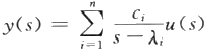 y(s) = \sum_{i=1}^{n} \frac{c_i}{s-\lambda_i} u(s)